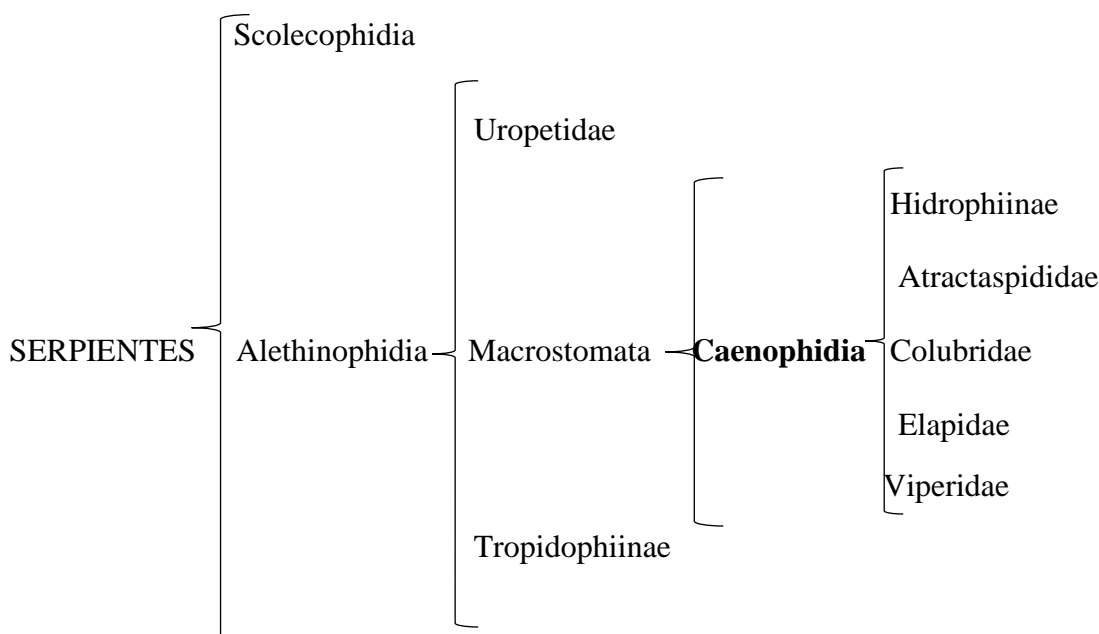 Scolecophidia
Uropetidae
Hidrophiinae
Atractaspididae
SERPIENTES Alethinophidia Macrostomata Caenophidia Colubridae
Elapidae
Viperidae
Tropidophiinae